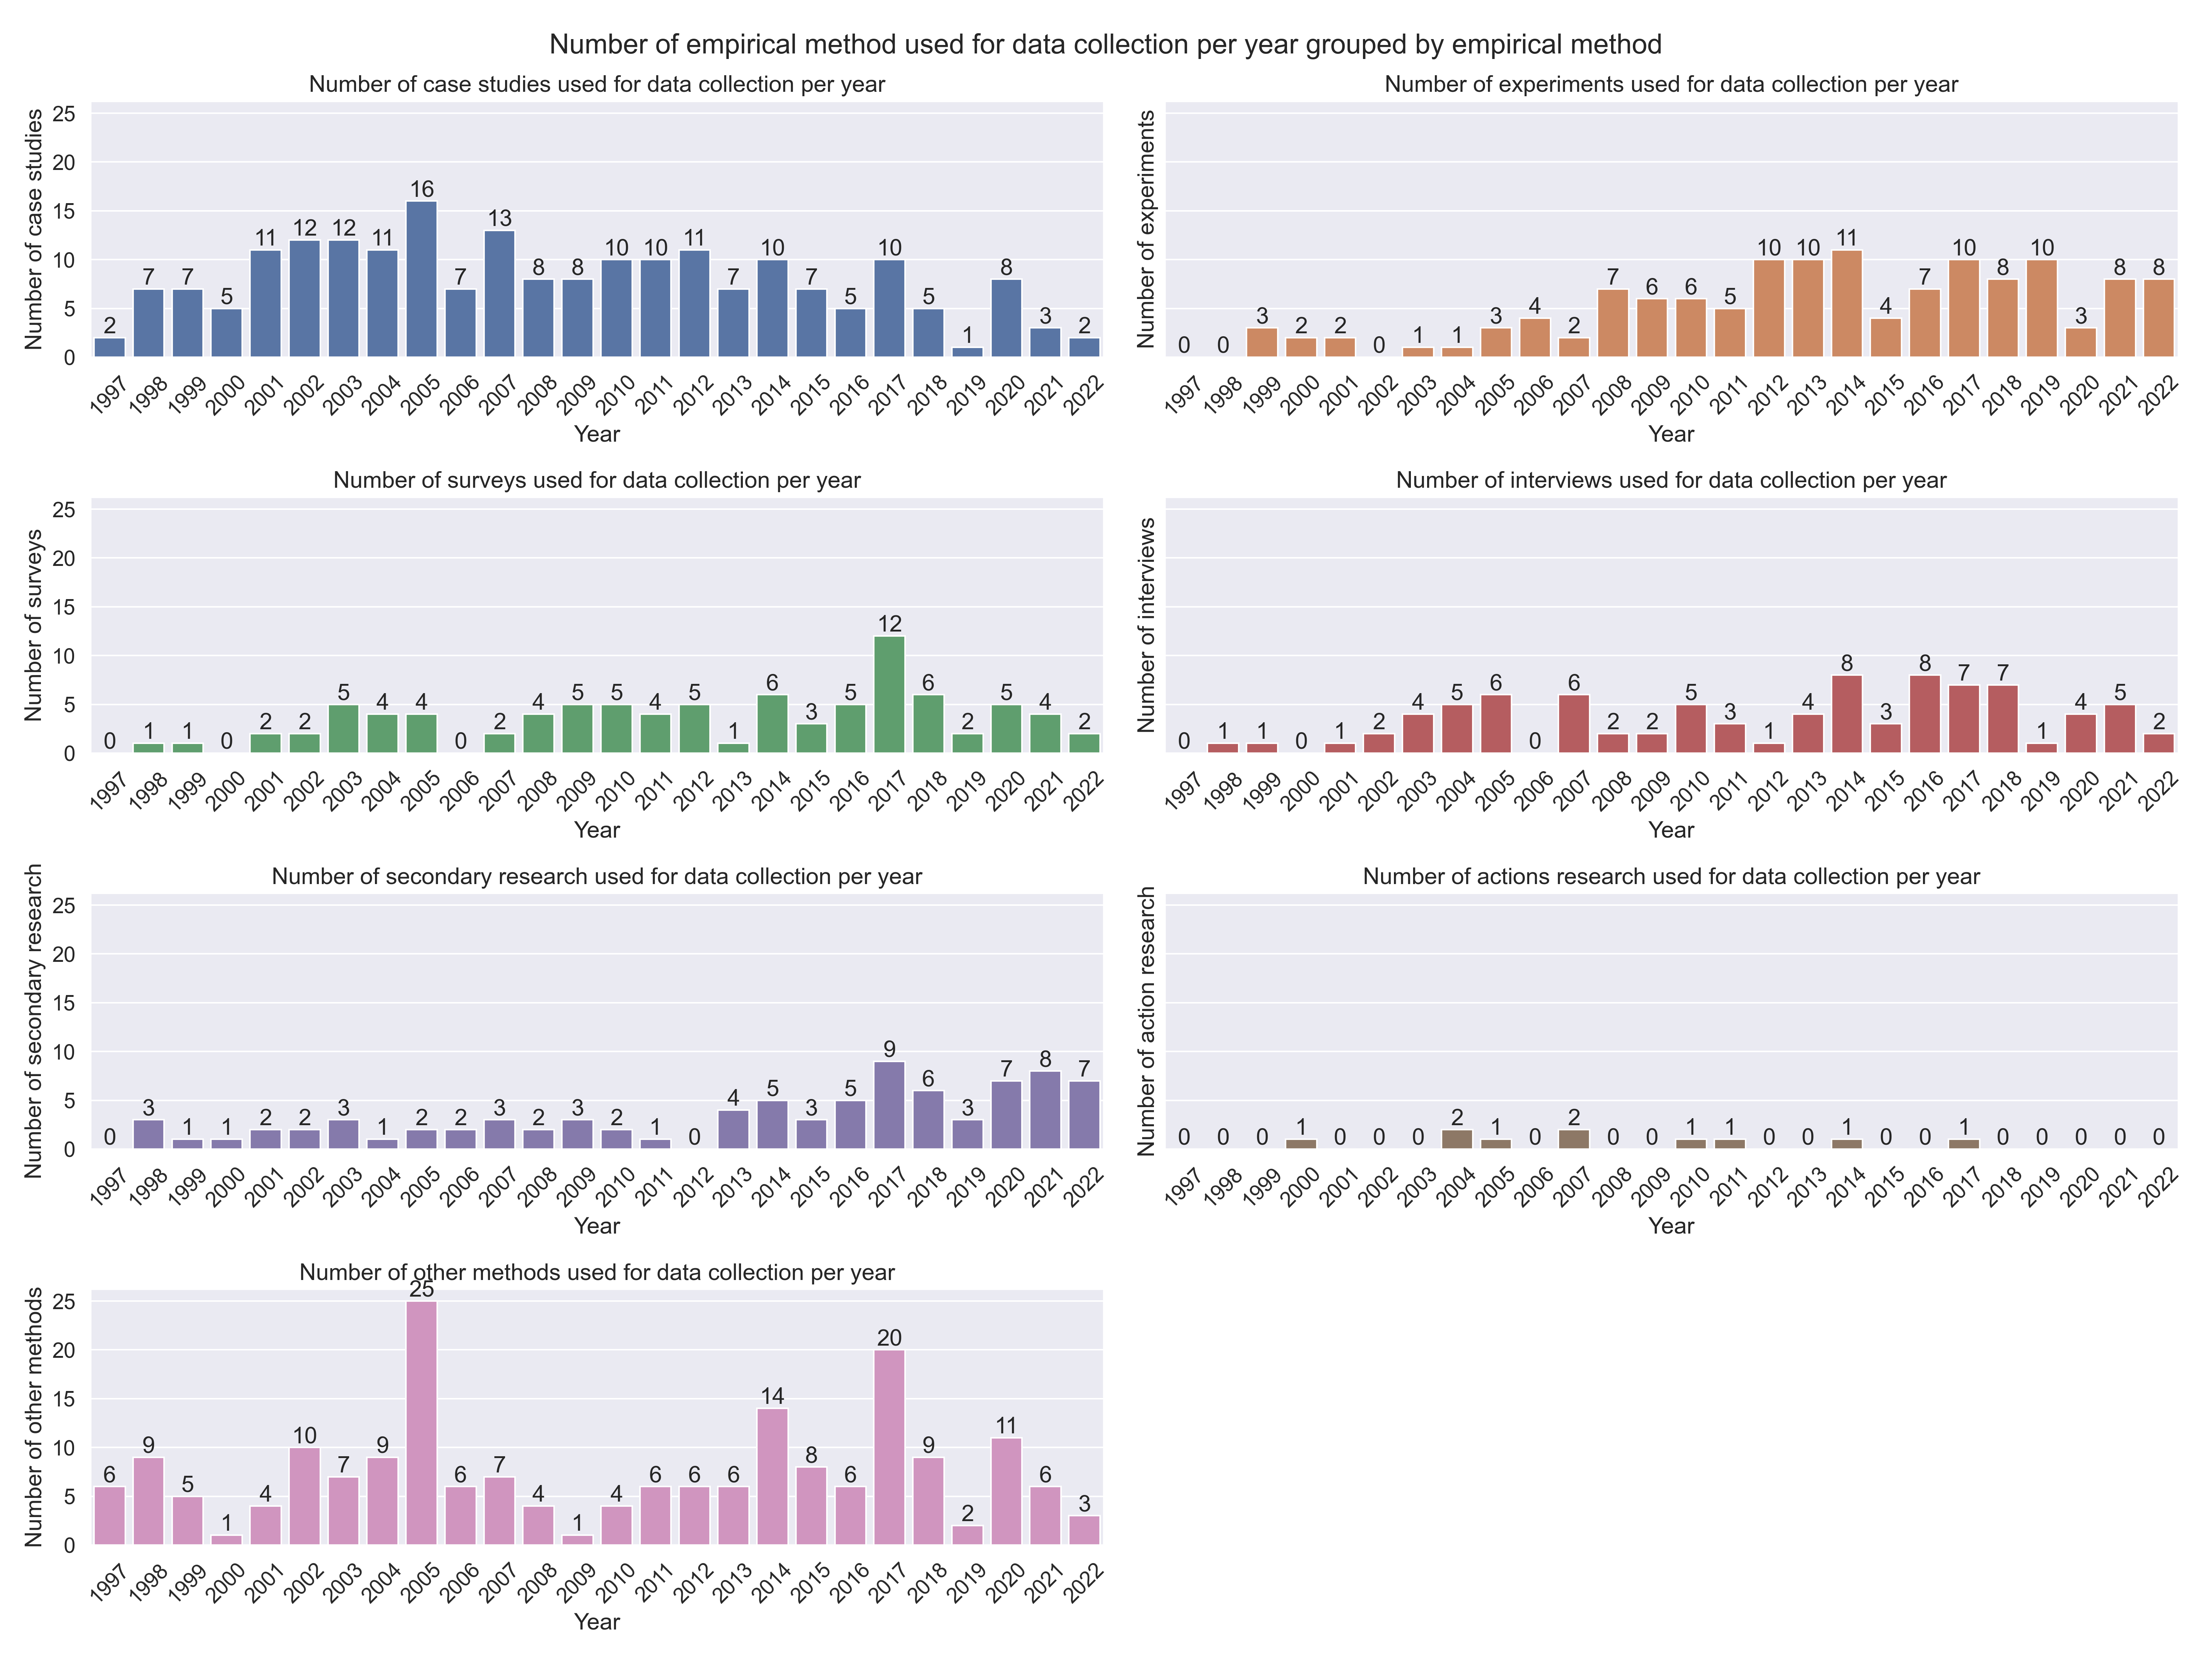 Number of empirical method used for data collection per year grouped by empirical method
Number of case studies used for data collection per year
Number of case studies
25
20
15
10
5
0
2 7 7 5 11 12 12 11 16 7 13 8 8 10 10 11 7 10 7 5 10 5 1 8 3 2
1997 1998 1999 2000 2001 2002 2003 2004 2005 2006 2007 2008 2009 2010 2011 2012 2013 2014 2015 2016 2017 2018 2019 2020 2021 2022
Year
Number of experiments used for data collection per year
Number of experiments
0 0 3 2 2 0 1 1 3 4 2 7 6 6 5 10 10 11 4 7 10 8 10 3 8 8
1997 1998 1999 2000 2001 2002 2003 2004 2005 2006 2007 2008 2009 2010 2011 2012 2013 2014 2015 2016 2017 2018 2019 2020 2021 2022
Year
Number of surveys used for data collection per year
Number of surveys
25
20
15
10
5
0
0 1 1 0 2 2 5 4 4 0 2 4 5 5 4 5 1 6 3 5 12 6 2 5 4 2
1997 1998 1999 2000 2001 2002 2003 2004 2005 2006 2007 2008 2009 2010 2011 2012 2013 2014 2015 2016 2017 2018 2019 2020 2021 2022
Year
Number of interviews used for data collection per year
Number of interviews
0 1 1 0 1 2 4 5 6 0 6 2 2 5 3 1 4 8 3 8 7 7 1 4 5 2
1997 1998 1999 2000 2001 2002 2003 2004 2005 2006 2007 2008 2009 2010 2011 2012 2013 2014 2015 2016 2017 2018 2019 2020 2021 2022
Year
Number of secondary research used for data collection per year
Number of secondary research
25
20
15
10
5
0
0 3 1 1 2 2 3 1 2 2 3 2 3 2 1 0 4 5 3 5 9 6 3 7 8 7
1997 1998 1999 2000 2001 2002 2003 2004 2005 2006 2007 2008 2009 2010 2011 2012 2013 2014 2015 2016 2017 2018 2019 2020 2021 2022
Year
Number of actions research used for data collection per year
Number of action research
0 0 0 1 0 0 0 2 1 0 2 0 0 1 1 0 0 1 0 0 1 0 0 0 0 0
1997 1998 1999 2000 2001 2002 2003 2004 2005 2006 2007 2008 2009 2010 2011 2012 2013 2014 2015 2016 2017 2018 2019 2020 2021 2022
Year
Number of other methods used for data collection per year
Number of other methods
25
20
15
10
5
0
6 9 5 1 4 10 7 9 25 6 7 4 1 4 6 6 6 14 8 6 20 9 2 11 6 3
1997 1998 1999 2000 2001 2002 2003 2004 2005 2006 2007 2008 2009 2010 2011 2012 2013 2014 2015 2016 2017 2018 2019 2020 2021 2022
Year